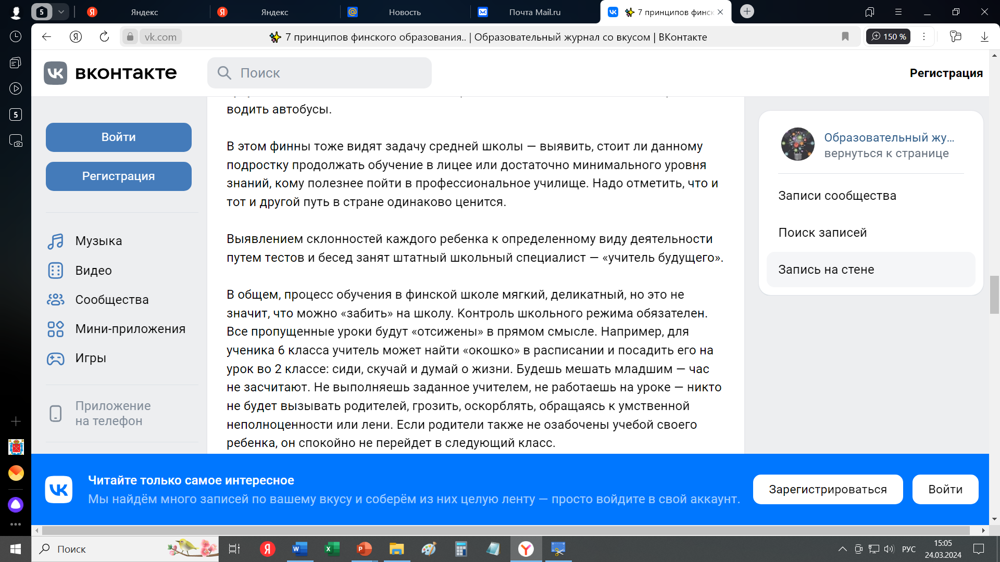 5
Яндекс
Яндекс
Новость
Почта Mail.ru
7 принципов финск
vk.com
7 принципов финского образования.. | Образовательный журнал со вкусом | ВКонтакте
150 %
5
вконтакте
Поиск
Регистрация
Войти
Регистрация
Музыка
Видео
Сообщества
Мини-приложения
Игры
Приложение
на телефон
водить автобусы.
В этом финны тоже видят задачу средней школы — выявить, стоит ли данному
подростку продолжать обучение в лицее или достаточно минимального уровня
знаний, кому полезнее пойти в профессиональное училище. Надо отметить, что и
тот и другой путь в стране одинаково ценится.
Выявлением склонностей каждого ребенка к определенному виду деятельности
путем тестов и бесед занят штатный школьный специалист — «учитель будущего».
В общем, процесс обучения в финской школе мягкий, деликатный, но это не
значит, что можно «забить» на школу. Контроль школьного режима обязателен.
Все пропущенные уроки будут «отсижены» в прямом смысле. Например, для
ученика 6 класса учитель может найти «окошко» в расписании и посадить его на
урок во 2 классе: сиди, скучай и думай о жизни. Будешь мешать младшим — час
не засчитают. Не выполняешь заданное учителем, не работаешь на уроке — никто
не будет вызывать родителей, грозить, оскорблять, обращаясь к умственной
неполноценности или лени. Если родители также не озабочены учебой своего
ребенка, он спокойно не перейдет в следующий класс.
Образовательный жу...
вернуться к странице
Записи сообщества
Поиск записей
Запись на стене
Читайте только самое интересное
Мы найдём много записей по вашему вкусу и соберём из них целую ленту — просто войдите в свой аккаунт.
Зарегистрироваться
Войти
Поиск
РУС
15:05
24.03.2024